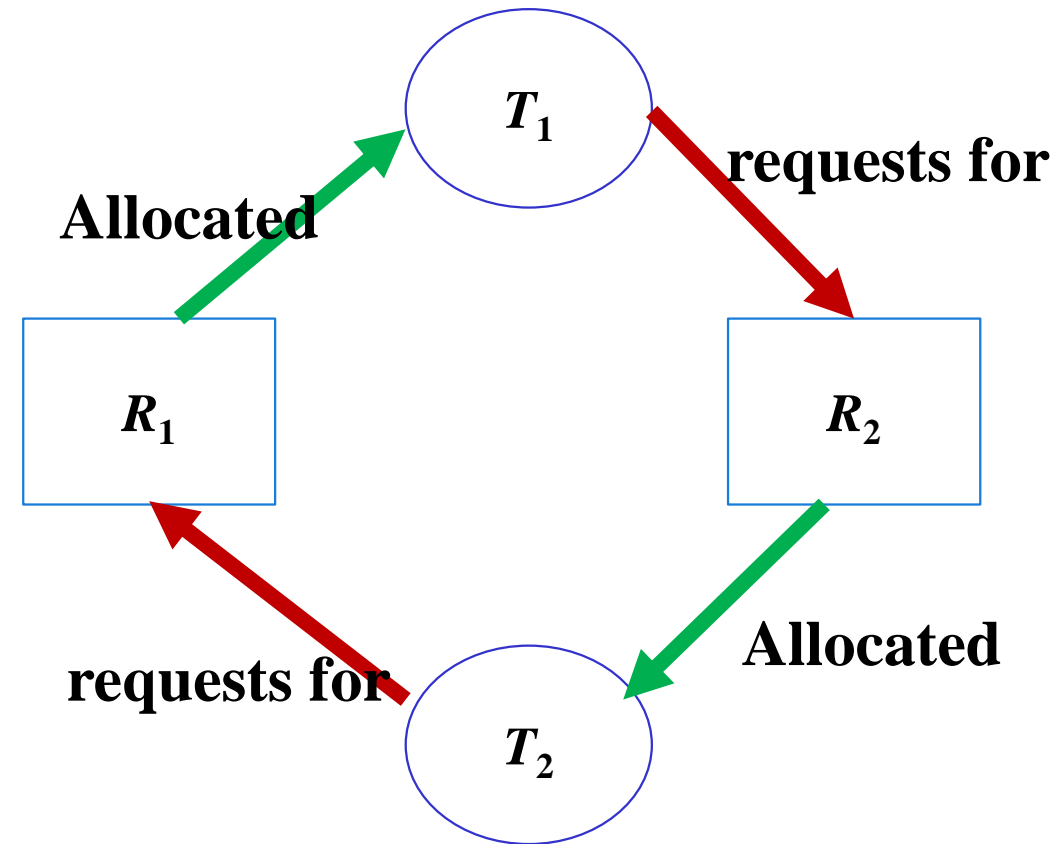 T₁
requests for
Allocated
R₁
R₂
Allocated
requests for
T₂